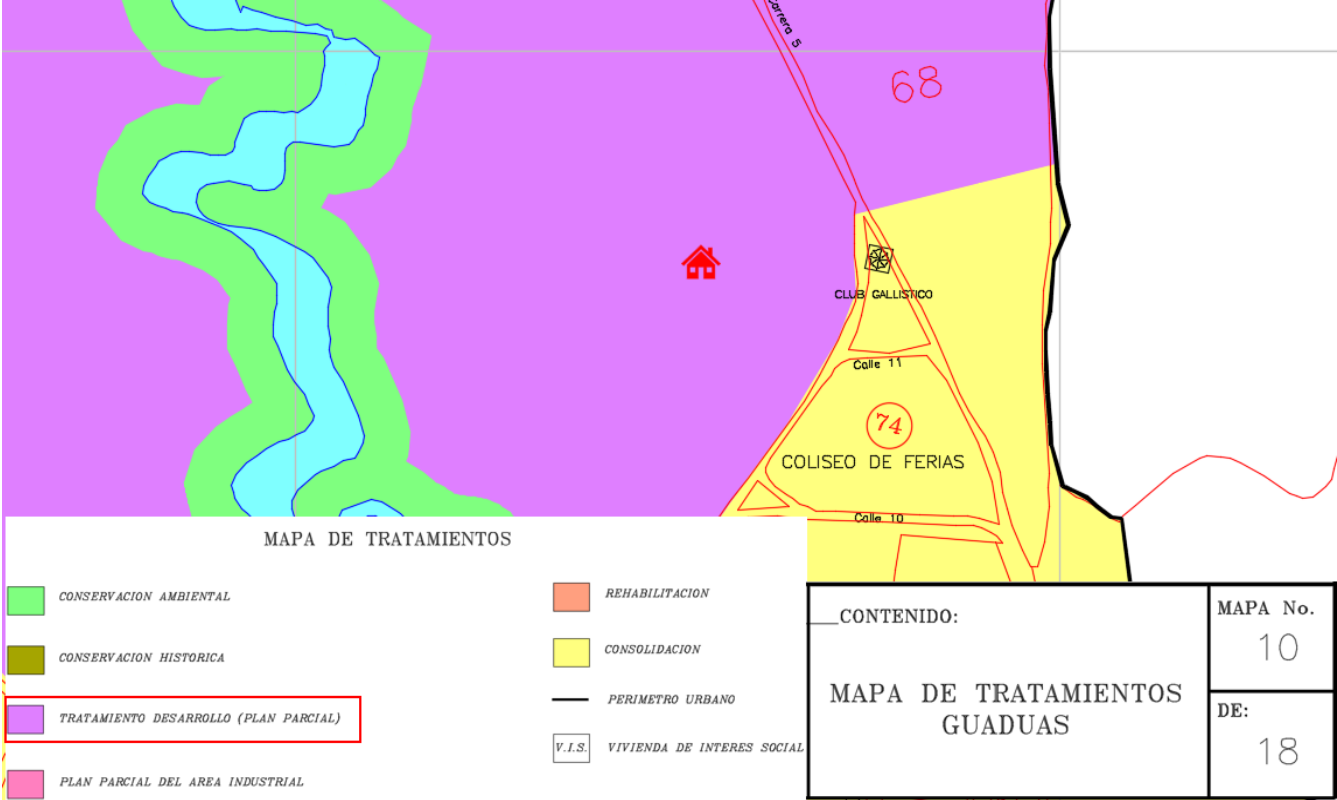 Carrera 5
68
CLUB GALLISTICO
Calle 11
74
COLISEO DE FERIAS
Calle 10
MAPA DE TRATAMIENTOS
CONSERVACION AMBIENTAL
CONSERVACION HISTORICA
TRATAMIENTO DESARROLLO (PLAN PARCIAL)
PLAN PARCIAL DEL AREA INDUSTRIAL
REHABILITACION
CONSOLIDACION
PERIMETRO URBANO
V.I.S. VIVIENDA DE INTERES SOCIAL
CONTENIDO:
MAPA DE TRATAMIENTOS
GUADUAS
MAPA No.
10
DE:
18